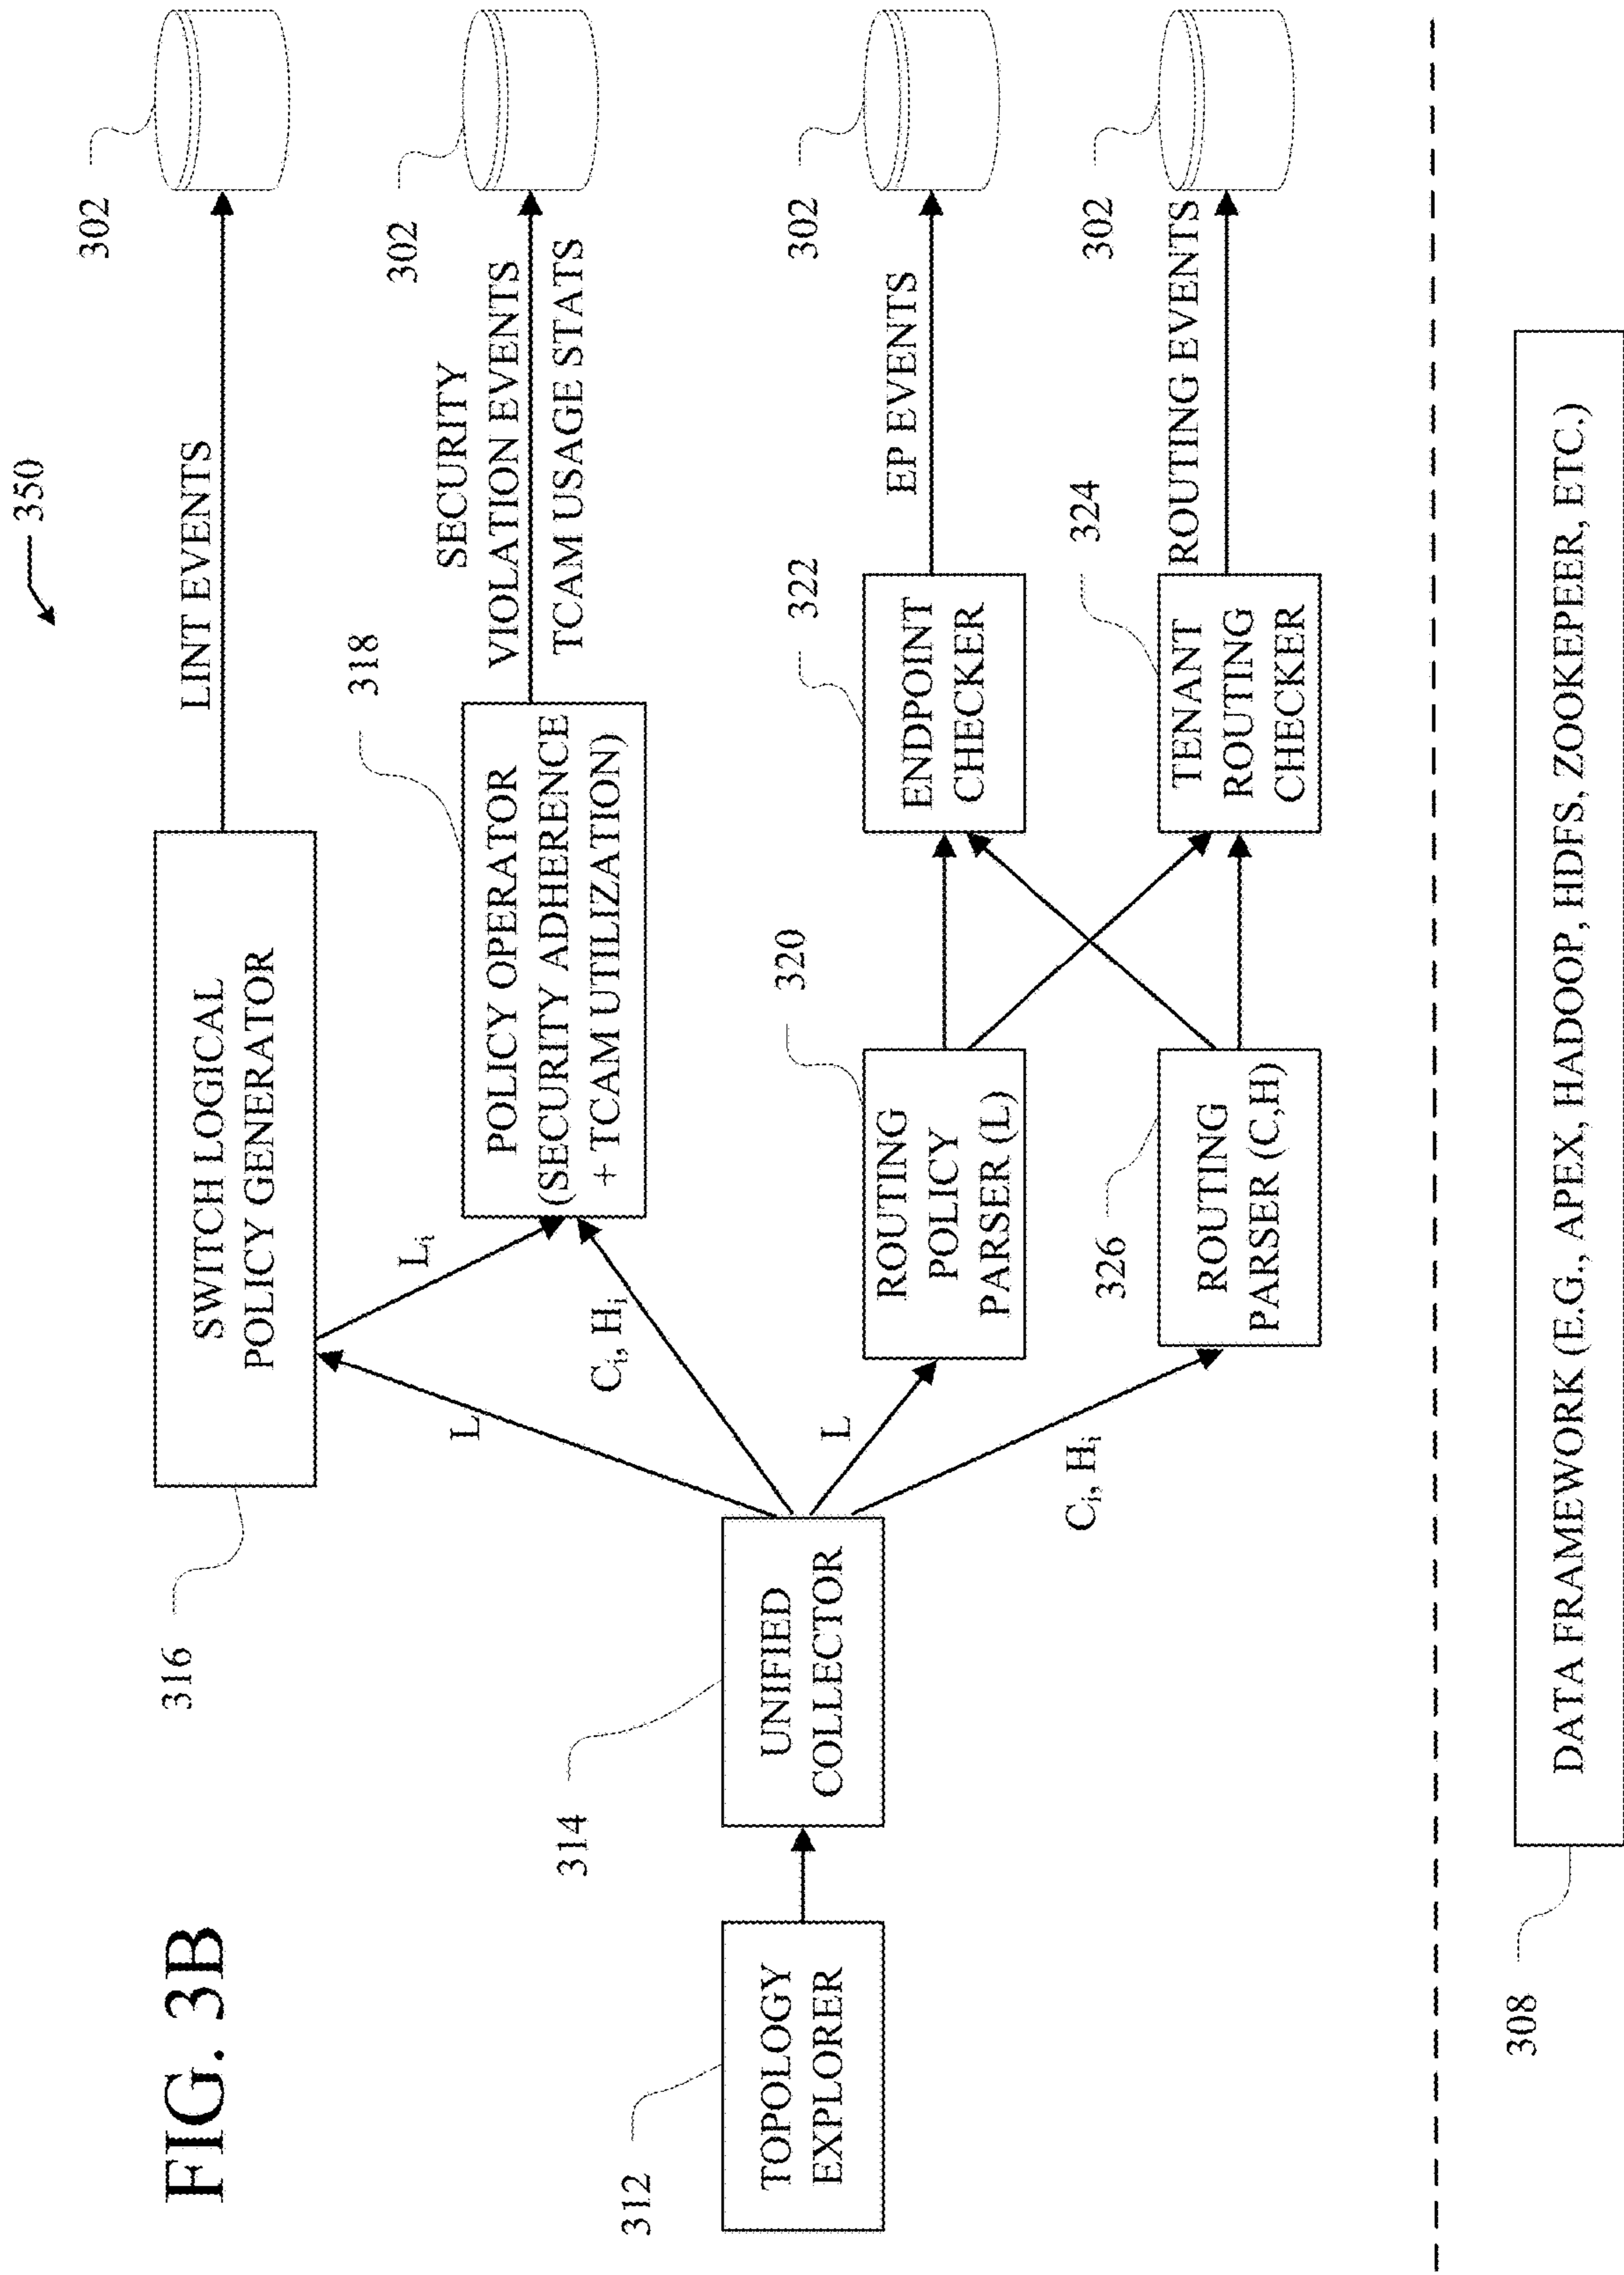 FIG. 3B
350
316
SWITCH LOGICAL
POLICY GENERATOR
LINT EVENTS
302
318
POLICY OPERATOR
(SECURITY ADHERENCE
+ TCAM UTILIZATION)
SECURITY
VIOLATION EVENTS
TCAM USAGE STATS
302
L
Li
Ci, Hi
312
TOPOLOGY
EXPLORER
314
UNIFIED
COLLECTOR
L
Ci, Hi
320
ROUTING
POLICY
PARSER (L)
322
ENDPOINT
CHECKER
EP EVENTS
302
326
ROUTING
PARSER (C,H)
324
TENANT
ROUTING
CHECKER
ROUTING EVENTS
302
308
DATA FRAMEWORK (E.G., APEX, HADOOP, HDFS, ZOOKEPEER, ETC.)